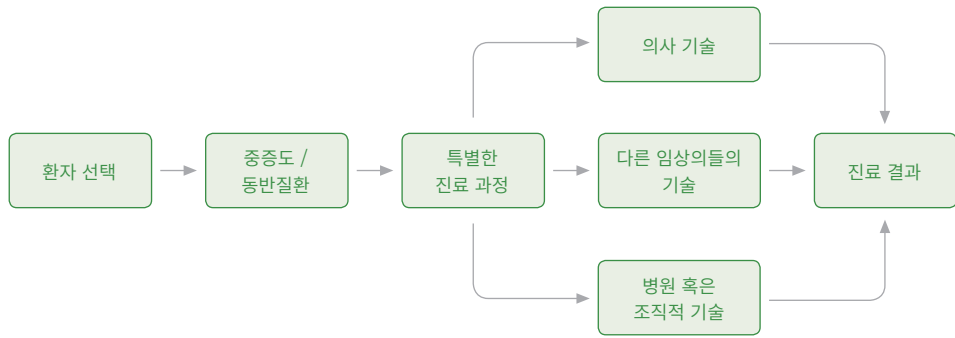 의사 기술
환자 선택
중증도 /
동반질환
특별한
진료 과정
다른 임상의들의
기술
진료 결과
병원 혹은
조직적 기술